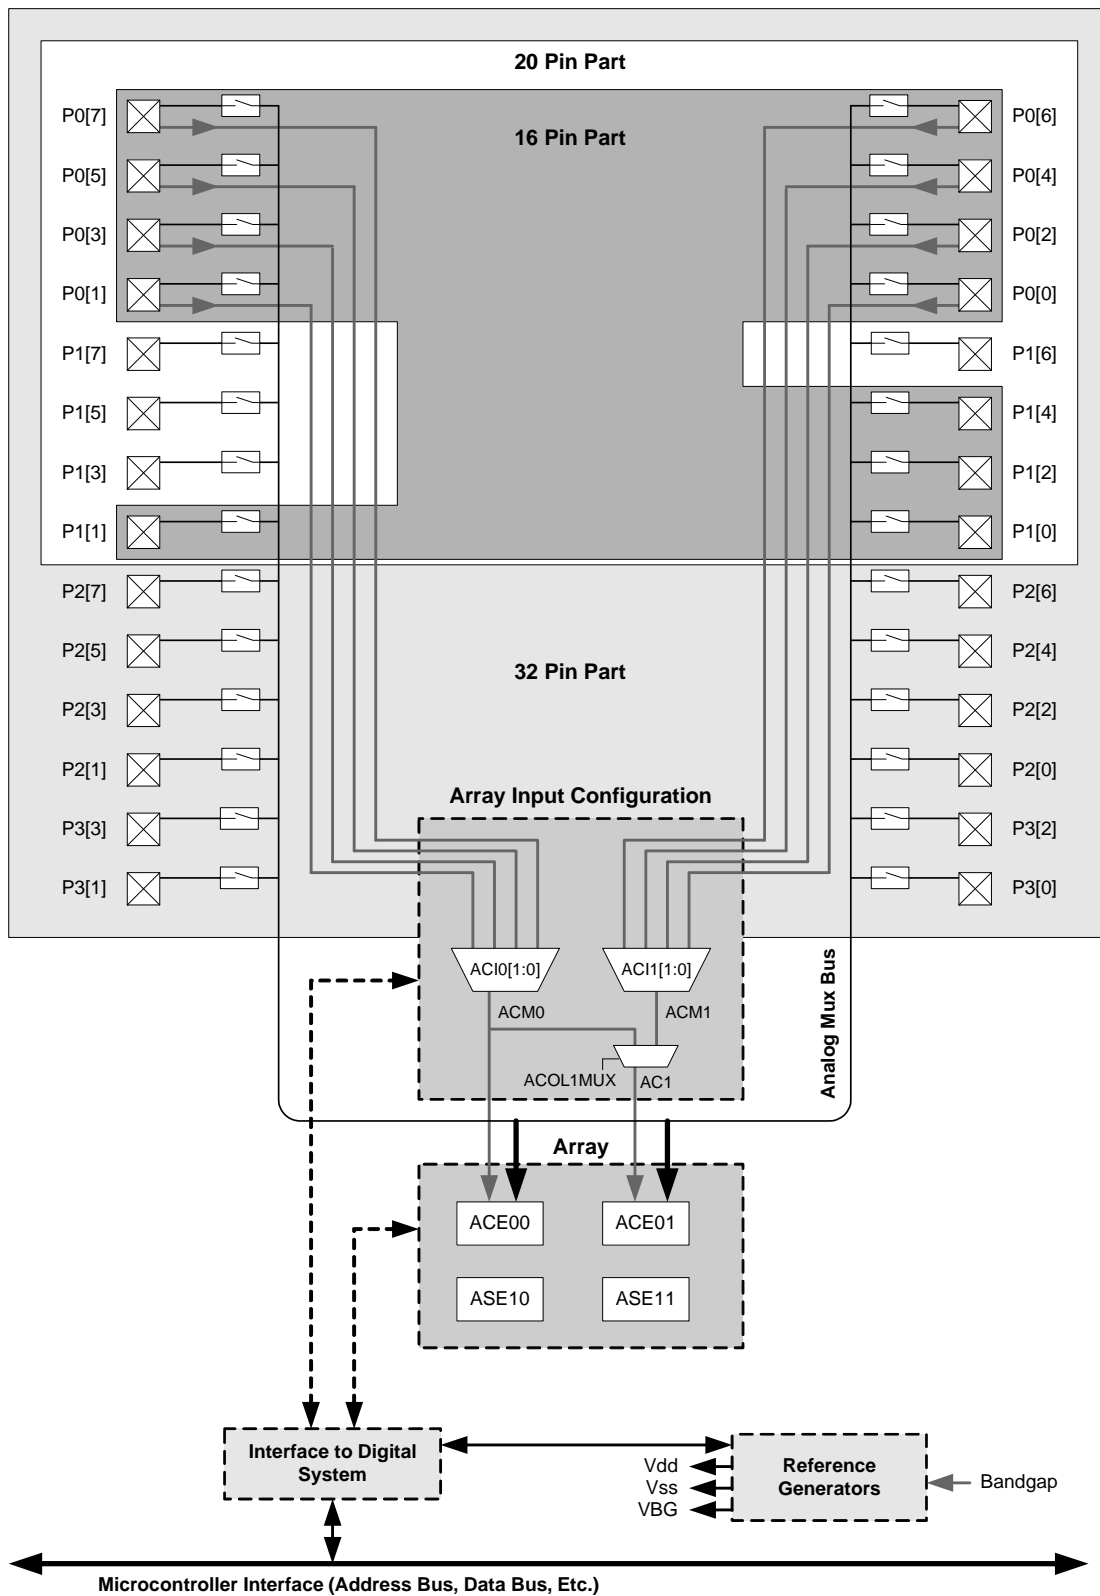 20 Pin Part
16 Pin Part
P0[7]
P0[6]
P0[5]
P0[4]
P0[3]
P0[2]
P0[1]
P0[0]
P1[7]
P1[6]
P1[5]
P1[4]
P1[3]
P1[2]
P1[1]
P1[0]
P2[7]
P2[6]
P2[5]
P2[4]
32 Pin Part
P2[3]
P2[2]
P2[1]
P2[0]
Array Input Configuration
P3[3]
P3[2]
P3[1]
P3[0]
ACI0[1:0]
ACI1[1:0]
ACM0
ACM1
Analog Mux Bus
ACOL1MUX
AC1
Array
ACE00
ACE01
ASE10
ASE11
Interface to Digital
System
Vdd
Vss
VBG
Reference
Generators
Bandgap
Microcontroller Interface (Address Bus, Data Bus, Etc.)